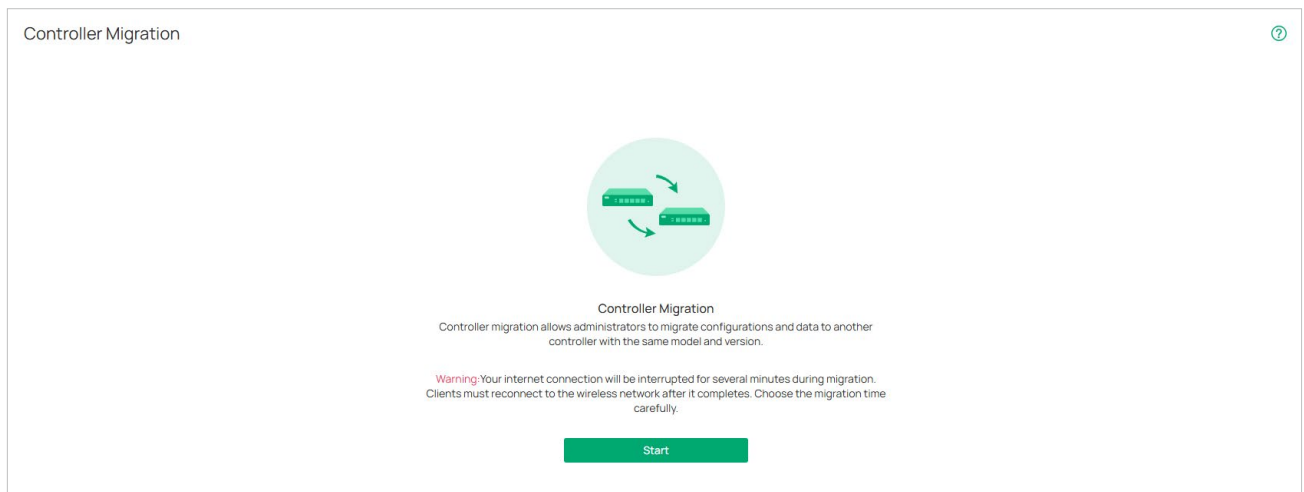 Controller Migration
?
Controller Migration
Controller migration allows administrators to migrate configurations and data to another
controller with the same model and version.
Warning:Your internet connection will be interrupted for several minutes during migration.
Clients must reconnect to the wireless network after it completes. Choose the migration time
carefully.
Start